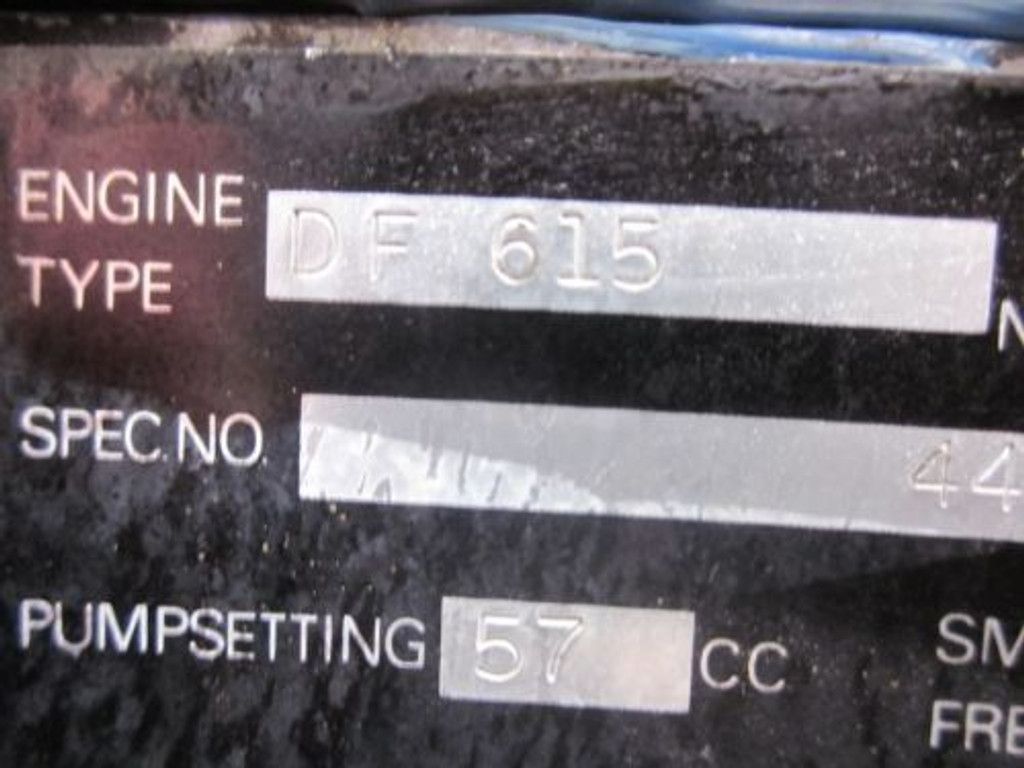 ENGINE TYPE DF 615
SPEC.NO. 44
PUMPSETTING 57 CC